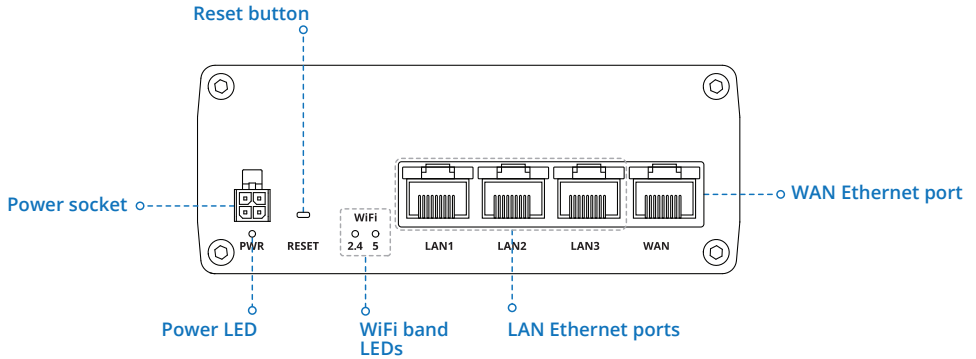 Reset button
Power socket
WAN Ethernet port
WiFi
2.4 5
PWR
RESET
LAN1
LAN2
LAN3
WAN
Power LED
WiFi band
LEDs
LAN Ethernet ports